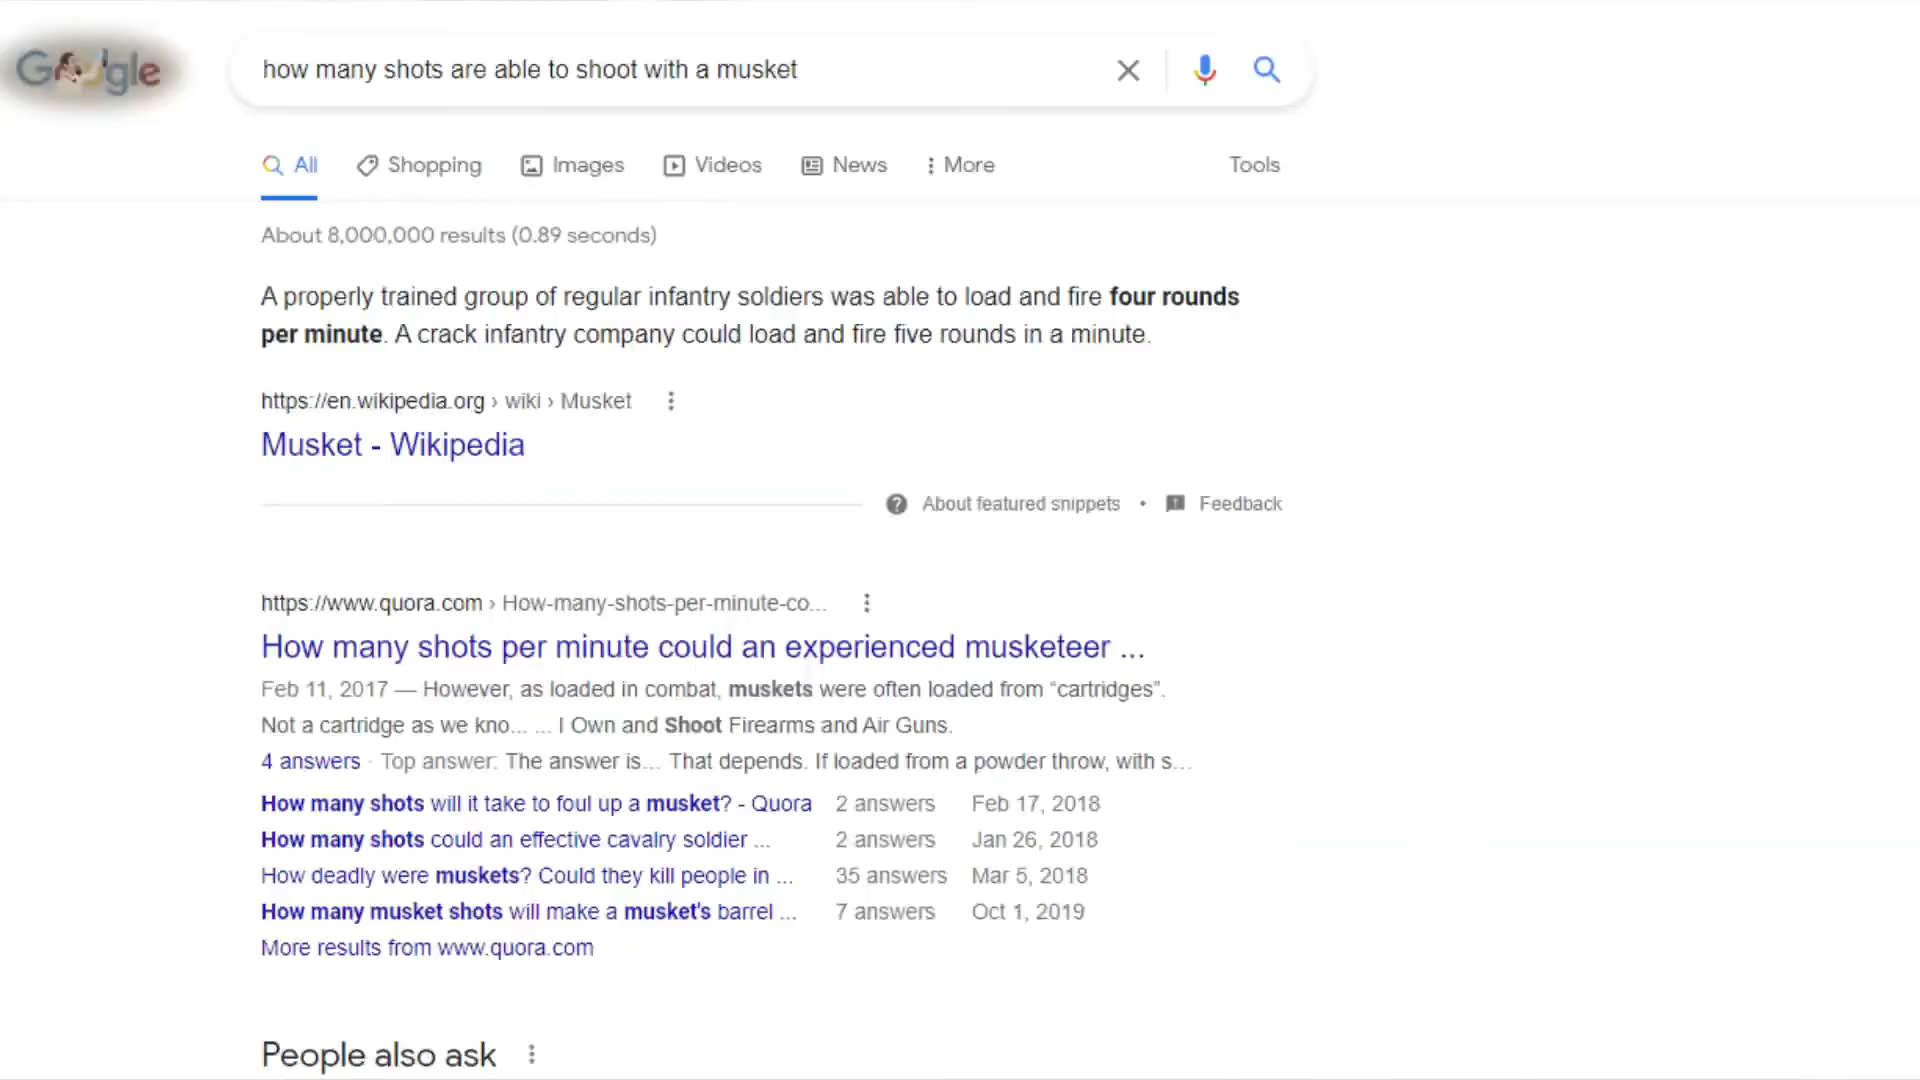 Google
how many shots are able to shoot with a musket
All Shopping Images Videos News More Tools
About 8,000,000 results (0.89 seconds)
A properly trained group of regular infantry soldiers was able to load and fire four rounds
per minute. A crack infantry company could load and fire five rounds in a minute.
https://en.wikipedia.org › wiki › Musket
Musket - Wikipedia
About featured snippets • Feedback
https://www.quora.com › How-many-shots-per-minute-co...
How many shots per minute could an experienced musketeer ...
Feb 11, 2017 — However, as loaded in combat, muskets were often loaded from “cartridges”.
Not a cartridge as we kno... ... I Own and Shoot Firearms and Air Guns.
4 answers · Top answer: The answer is... That depends. If loaded from a powder throw, with s...
How many shots will it take to foul up a musket? - Quora 2 answers Feb 17, 2018
How many shots could an effective cavalry soldier ... 2 answers Jan 26, 2018
How deadly were muskets? Could they kill people in ... 35 answers Mar 5, 2018
How many musket shots will make a musket's barrel ... 7 answers Oct 1, 2019
More results from www.quora.com
People also ask